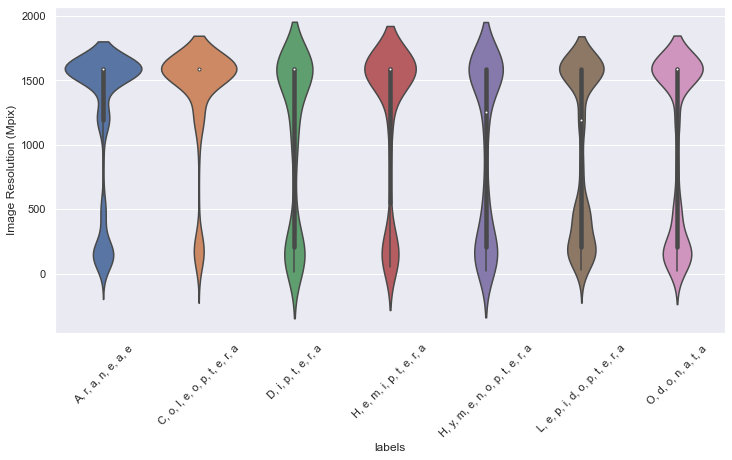 2000
1500
1000
500
0
Image Resolution (Mpix)
A, r, a, n, e, a, e
C, o, l, e, o, p, t, e, r, a
D, i, p, t, e, r, a
H, e, m, i, p, t, e, r, a
H, y, m, e, n, o, p, t, e, r, a
L, e, p, i, d, o, p, t, e, r, a
O, d, o, n, a, t, a
labels